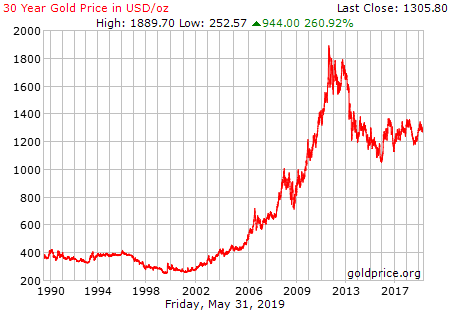 30 Year Gold Price in USD/oz Last Close: 1305.80
High: 1889.70 Low: 252.57 ▲944.00 260.92%
2000
1800
1600
1400
1200
1000
800
600
400
200
goldprice.org
1990 1994 1998 2002 2006 2009 2013 2017
Friday, May 31, 2019